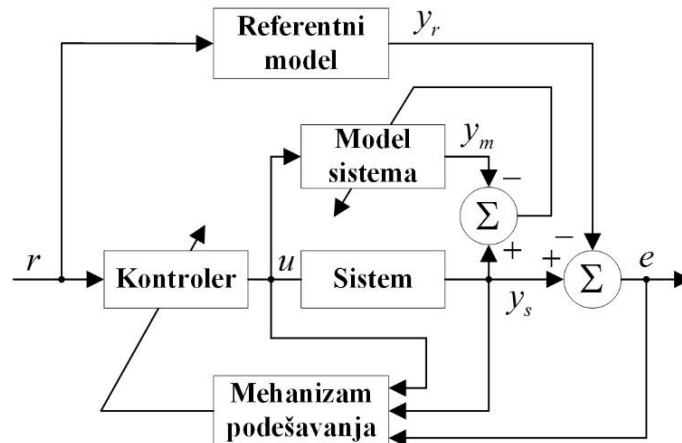 Referentni
model
y_r
Model
sistema
y_m
−
Σ
+
r
Kontroler
u
Sistem
y_s
+
−
Σ
e
Mehanizam
podešavanja